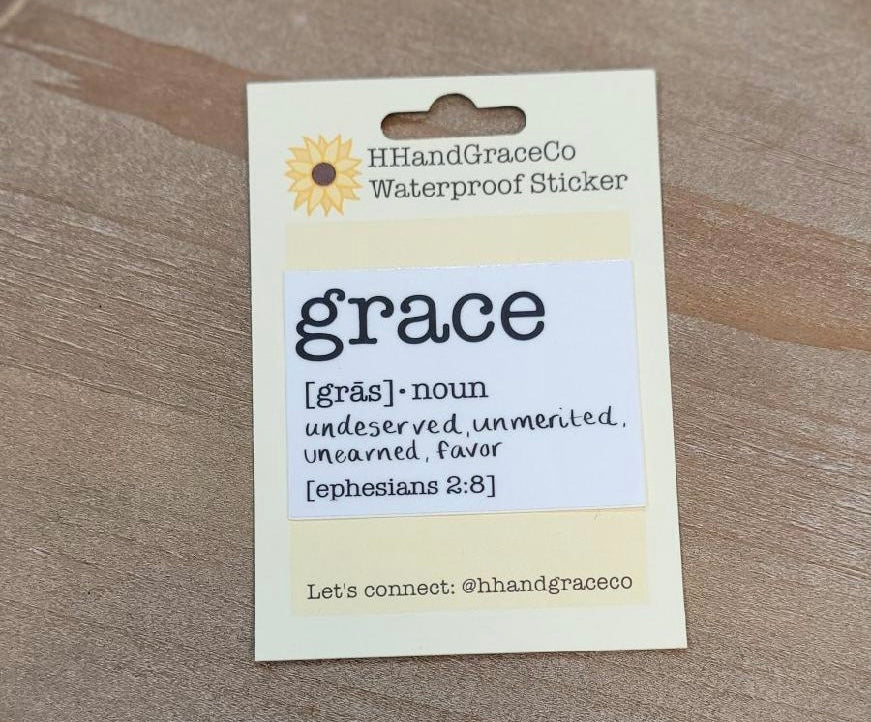 HHandGraceCo
Waterproof Sticker
grace
[grās]·noun
undeserved, unmerited,
unearned, favor
[ephesians 2:8]
Let's connect: @hhandgraceco